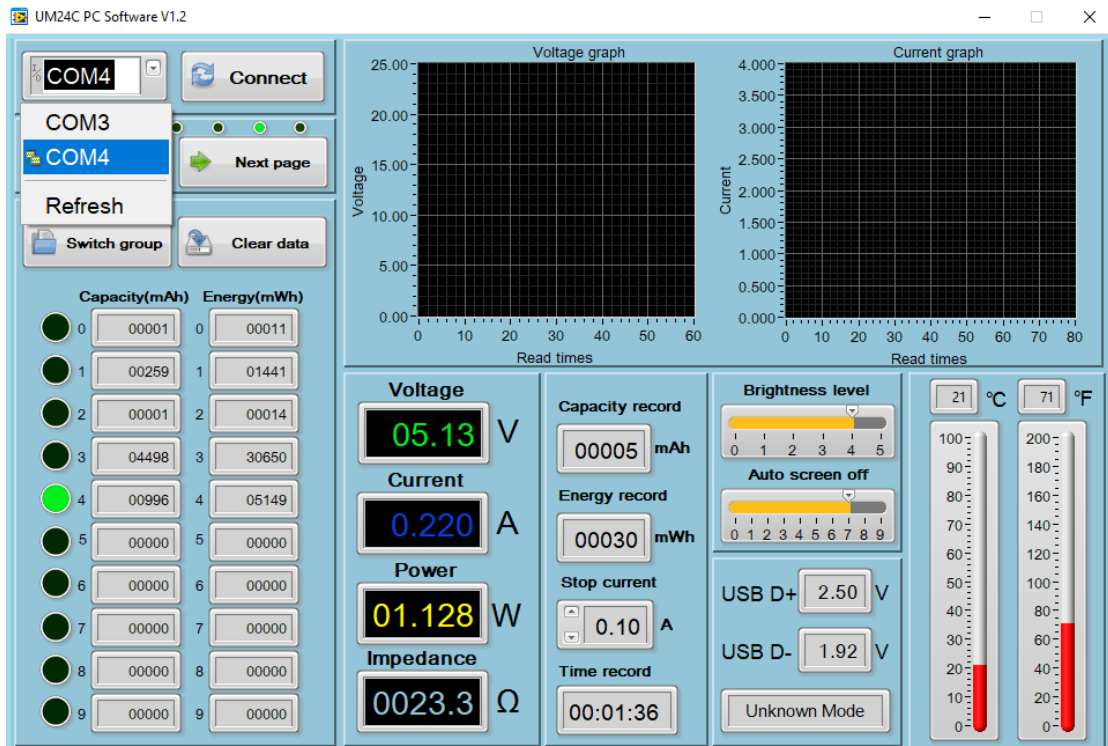 UM24C PC Software V1.2
I/O COM4
Connect
COM3
COM4
Refresh
Next page
Switch group
Clear data
Capacity(mAh) Energy(mWh)
0 00001 0 00011
1 00259 1 01441
2 00001 2 00014
3 04498 3 30650
4 00996 4 05149
5 00000 5 00000
6 00000 6 00000
7 00000 7 00000
8 00000 8 00000
9 00000 9 00000
Voltage graph
Voltage
25.00
20.00
15.00
10.00
5.00
0.00
0 10 20 30 40 50 60
Read times
Current graph
Current
4.000
3.500
3.000
2.500
2.000
1.500
1.000
0.500
0.000
0 10 20 30 40 50 60 70 80
Read times
Voltage
05.13 V
Current
0.220 A
Power
01.128 W
Impedance
0023.3 Ω
Capacity record
00005 mAh
Energy record
00030 mWh
Stop current
0.10 A
Time record
00:01:36
Brightness level
0 1 2 3 4 5
Auto screen off
0 1 2 3 4 5 6 7 8 9
USB D+ 2.50 V
USB D- 1.92 V
Unknown Mode
21 °C
100
90
80
70
60
50
40
30
20
10
0
71 °F
200
180
160
140
120
100
80
60
40
20
0